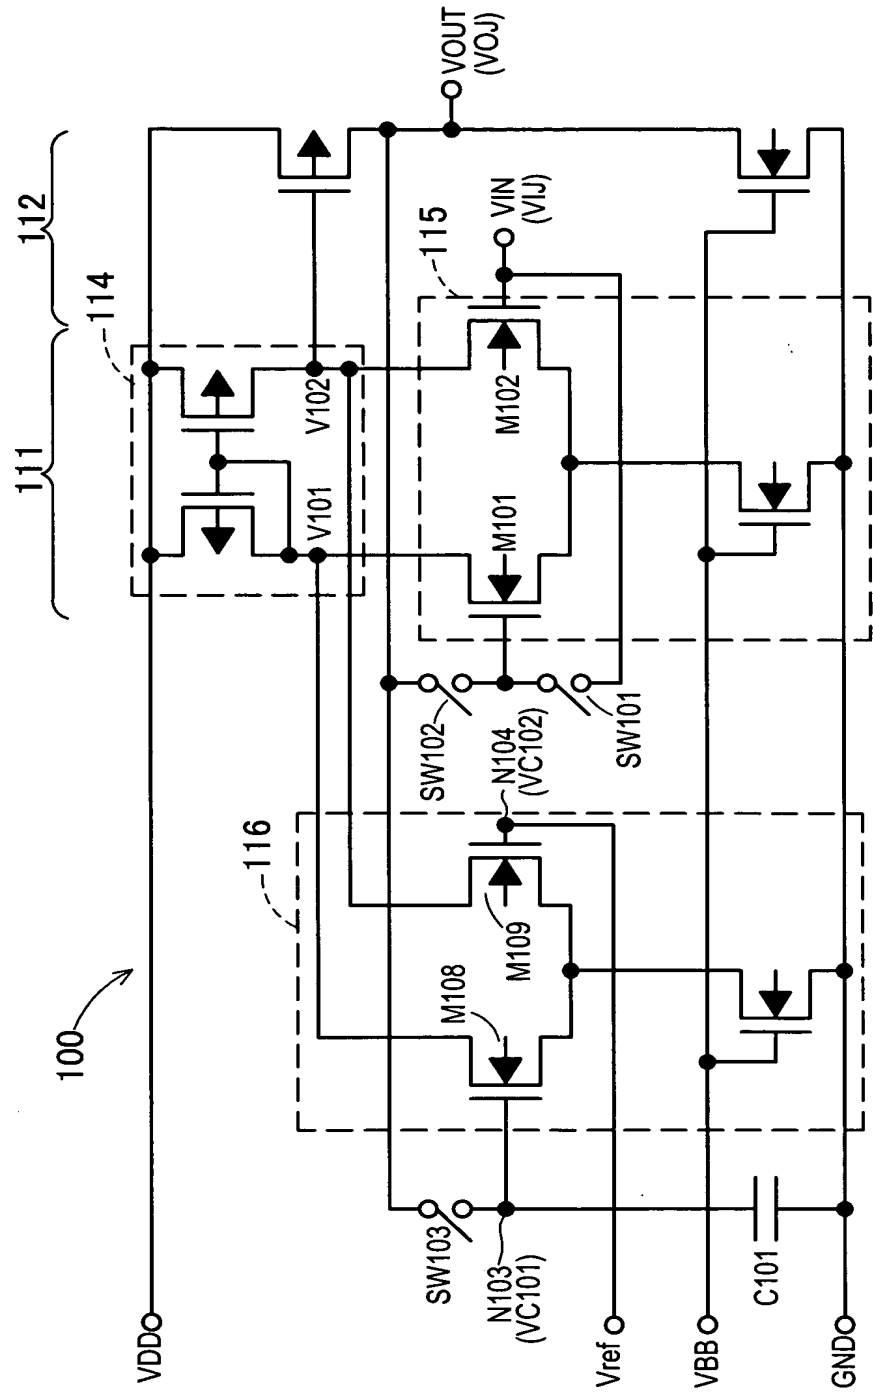 100
111
112
114
V101
V102
VOUT
(VOJ)
115
VIN
(VIJ)
M101
M102
SW102
SW101
116
N104
(VC102)
M108
M109
SW103
N103
(VC101)
C101
VDD
Vref
VBB
GND